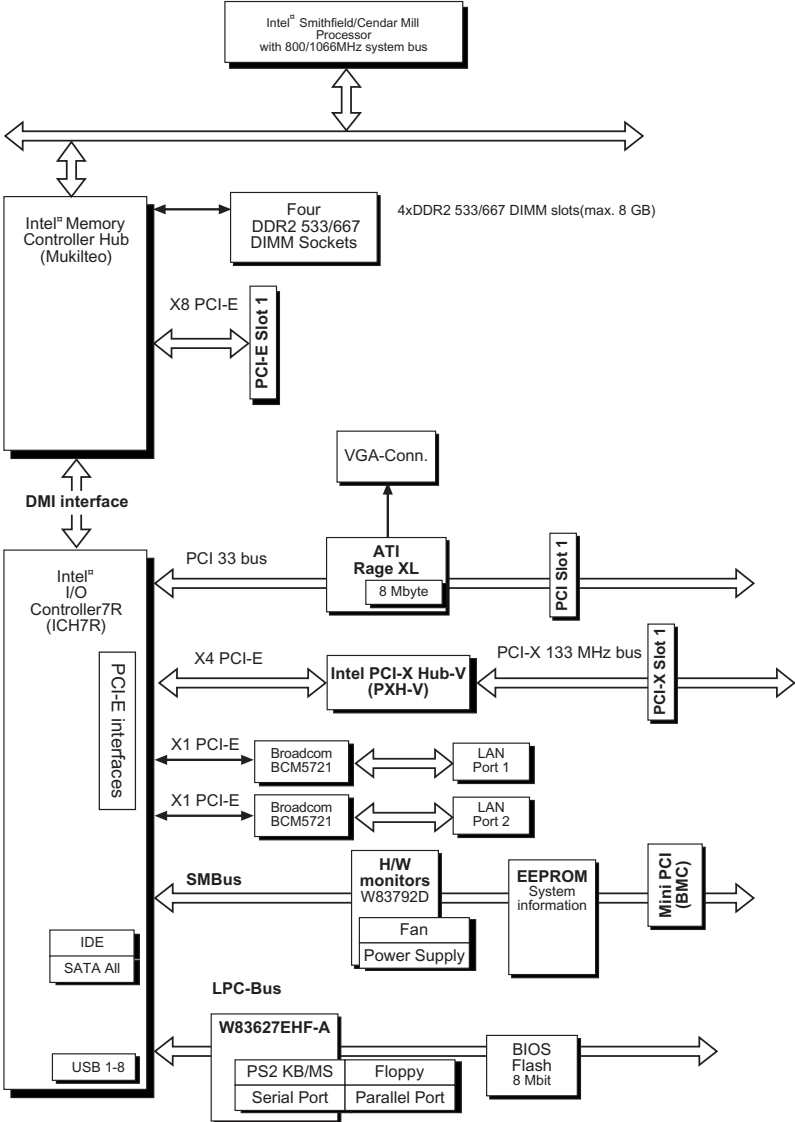 Intel¤ Smithfield/Cendar Mill
Processor
with 800/1066MHz system bus
Intel¤ Memory
Controller Hub
(Mukilteo)
Four
DDR2 533/667
DIMM Sockets
4xDDR2 533/667 DIMM slots(max. 8 GB)
X8 PCI-E
PCI-E Slot 1
VGA-Conn.
DMI interface
Intel¤
I/O
Controller7R
(ICH7R)
PCI 33 bus
ATI
Rage XL
8 Mbyte
PCI Slot 1
PCI-E interfaces
X4 PCI-E
Intel PCI-X Hub-V
(PXH-V)
PCI-X 133 MHz bus
PCI-X Slot 1
X1 PCI-E
Broadcom
BCM5721
LAN
Port 1
X1 PCI-E
Broadcom
BCM5721
LAN
Port 2
SMBus
H/W
monitors
W83792D
Fan
Power Supply
EEPROM
System
information
Mini PCI
(BMC)
IDE
SATA All
LPC-Bus
W83627EHF-A
PS2 KB/MS
Floppy
Serial Port
Parallel Port
BIOS
Flash
8 Mbit
USB 1-8